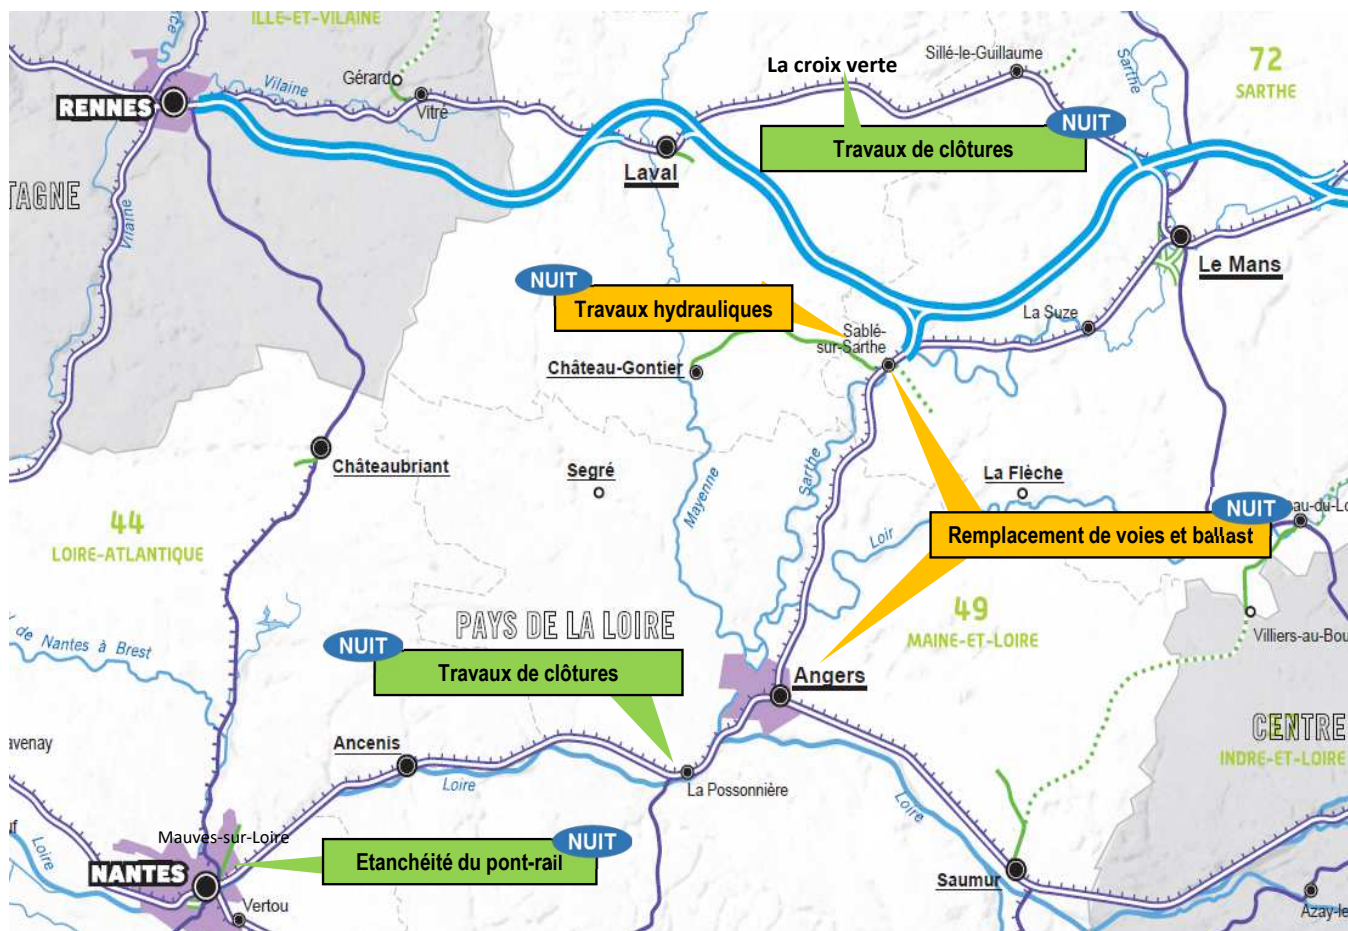 ILLE-ET-VILAINE
Sillé-le-Guillaume
Sarthe
72
SARTHE
La croix verte
Gérard
Vilaine
RENNES
Vitré
NUIT
Travaux de clôtures
Laval
TAGNE
Vilaine
Sarthe
Le Mans
NUIT
Travaux hydrauliques
La Suze
Sablé-
sur-Sarthe
Château-Gontier
Châteaubriant
Segré
La Flèche
Mayenne
Sarthe
NUIT
au-du-Lo
44
LOIRE-ATLANTIQUE
Loir
Remplacement de voies et ballast
49
MAINE-ET-LOIRE
PAYS DE LA LOIRE
de Nantes à Brest
Villiers-au-Bou
NUIT
Travaux de clôtures
Angers
CENTRE
INDRE-ET-LOIRE
avenay
Ancenis
Loire
La Possonnière
Loire
Mauves-sur-Loire
NUIT
Etanchéité du pont-rail
Loire
NANTES
Vertou
Saumur
Azay-le